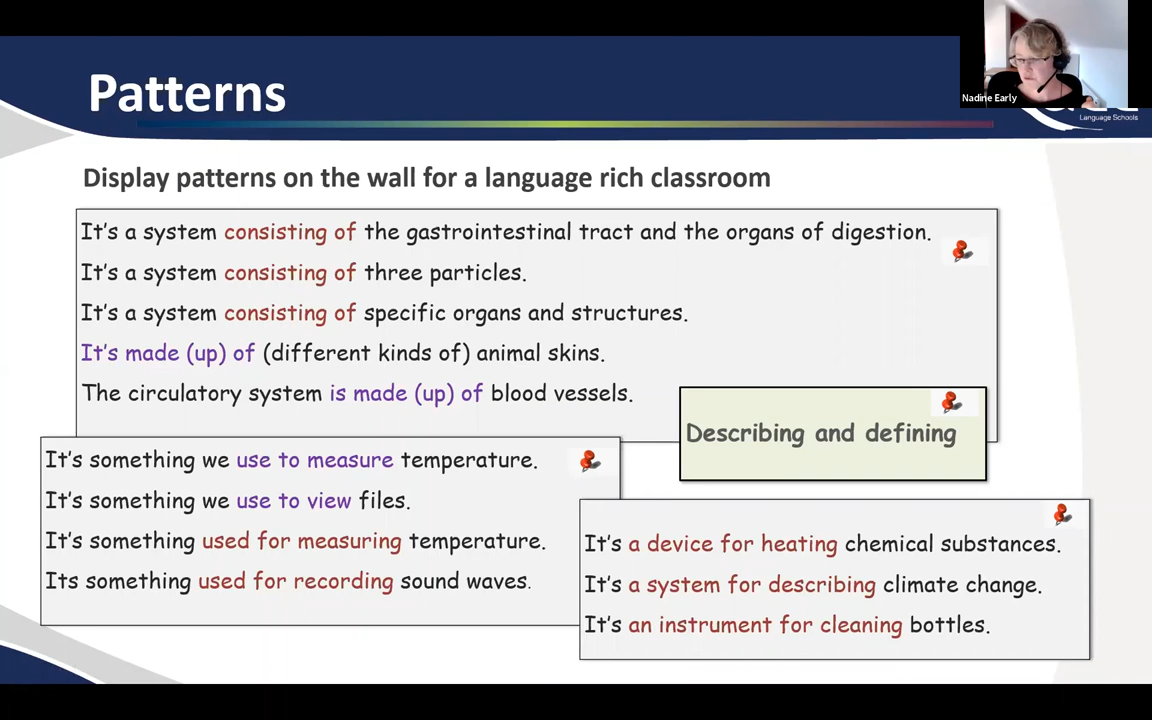 Patterns
Nadine Early
Language Schools
Display patterns on the wall for a language rich classroom
It's a system consisting of the gastrointestinal tract and the organs of digestion.
It's a system consisting of three particles.
It's a system consisting of specific organs and structures.
It's made (up) of (different kinds of) animal skins.
The circulatory system is made (up) of blood vessels.
Describing and defining
It's something we use to measure temperature.
It's something we use to view files.
It's something used for measuring temperature.
Its something used for recording sound waves.
It's a device for heating chemical substances.
It's a system for describing climate change.
It's an instrument for cleaning bottles.